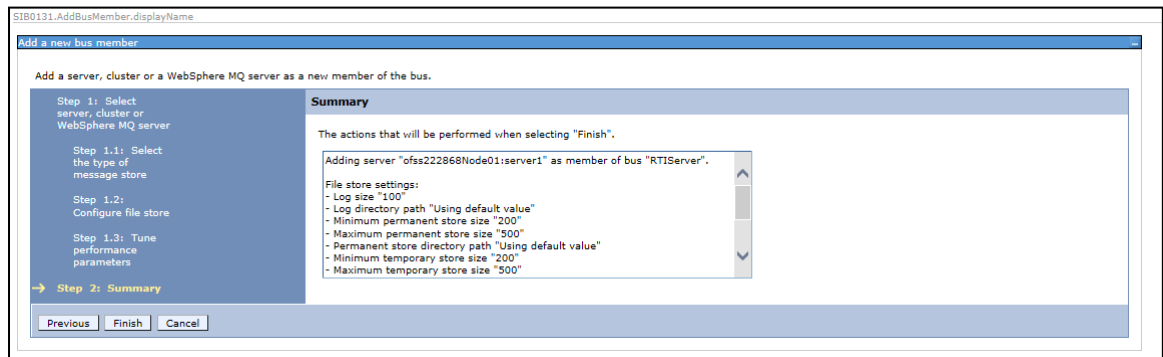 SIB0131.AddBusMember.displayName
Add a new bus member
Add a server, cluster or a WebSphere MQ server as a new member of the bus.
Step 1: Select
server, cluster or
WebSphere MQ server
Step 1.1: Select
the type of
message store
Step 1.2:
Configure file store
Step 1.3: Tune
performance
parameters
Step 2: Summary
Summary
The actions that will be performed when selecting "Finish".
Adding server "ofss222868Node01:server1" as member of bus "RTIServer".
File store settings:
- Log size "100"
- Log directory path "Using default value"
- Minimum permanent store size "200"
- Maximum permanent store size "500"
- Permanent store directory path "Using default value"
- Minimum temporary store size "200"
- Maximum temporary store size "500"
Previous Finish Cancel